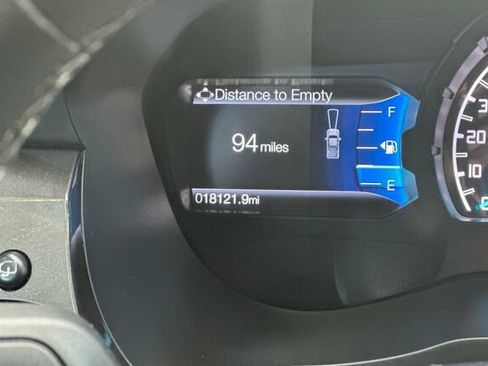 Distance to Empty
F
94 miles
E
018121.9mi
30
20
10